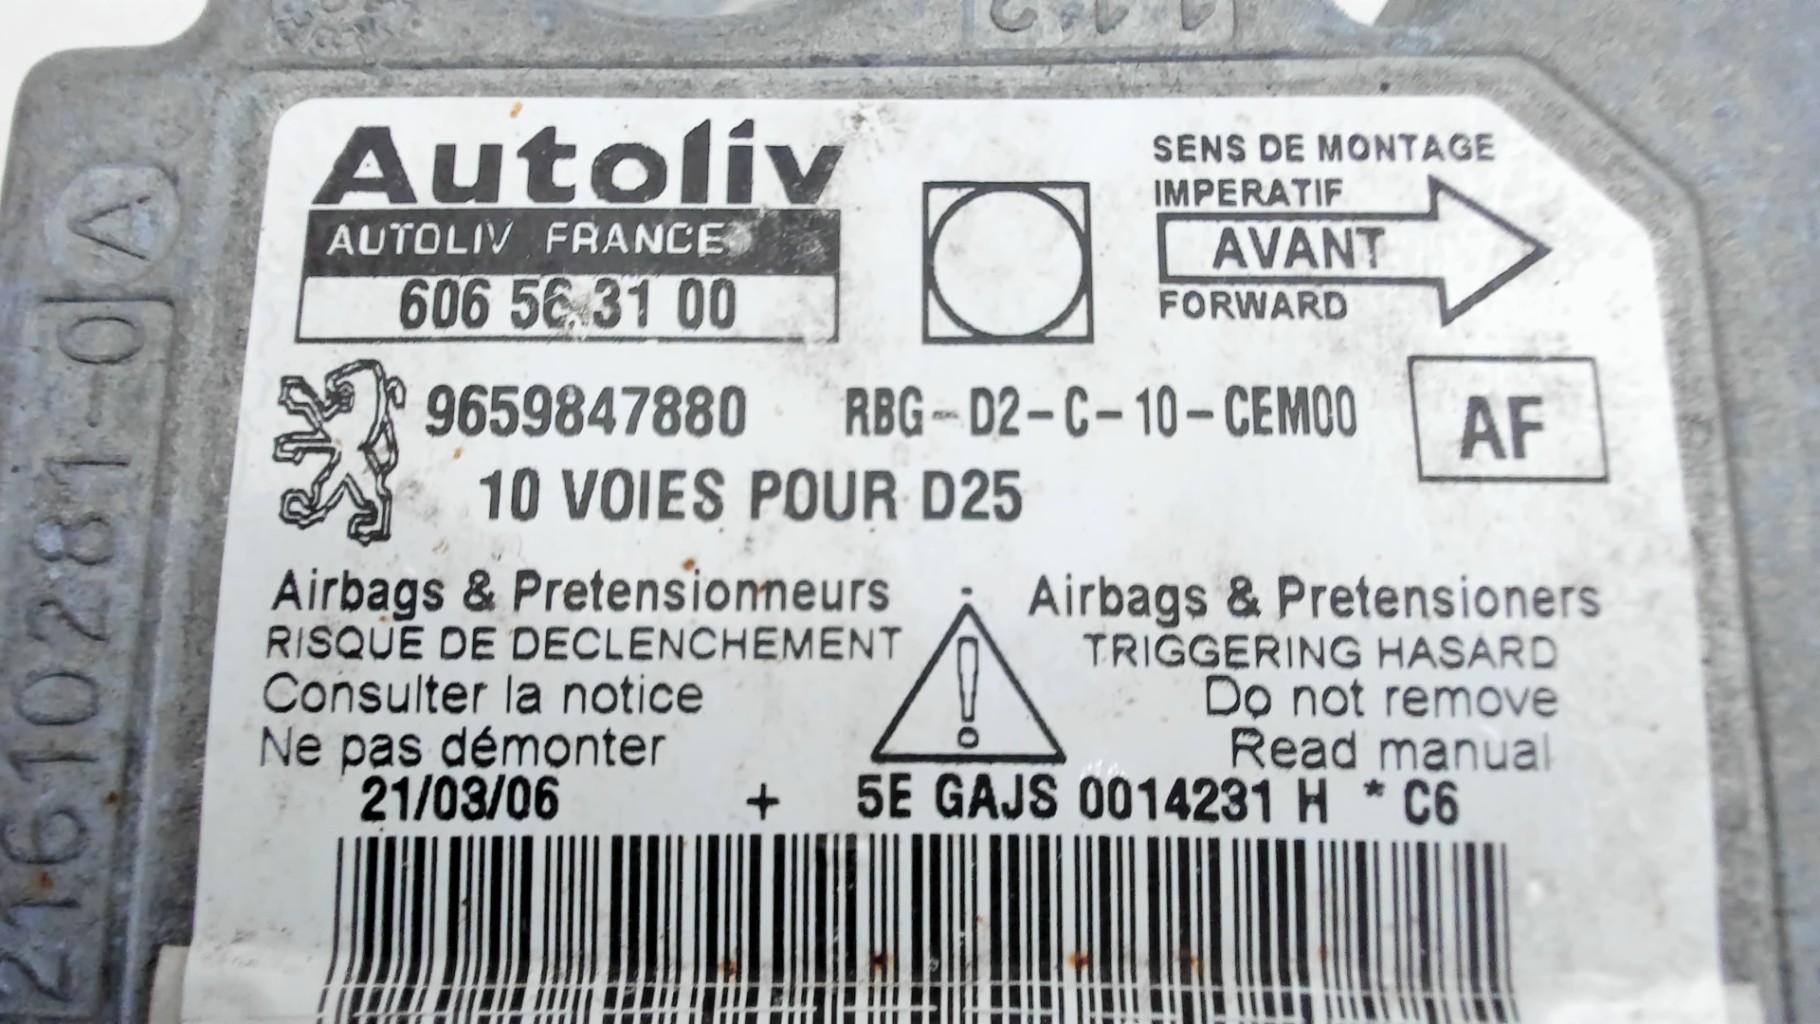 Autoliv
AUTOLIV FRANCE
606 56 31 00
SENS DE MONTAGE
IMPERATIF
AVANT
FORWARD
9659847880 RBG-D2-C-10-CEM00
AF
10 VOIES POUR D25
Airbags & Pretensionneurs
RISQUE DE DECLENCHEMENT
Consulter la notice
Ne pas démonter
Airbags & Pretensioners
TRIGGERING HASARD
Do not remove
Read manual
21/03/06 + 5E GAJS 0014231 H * C6
A
21610281-0